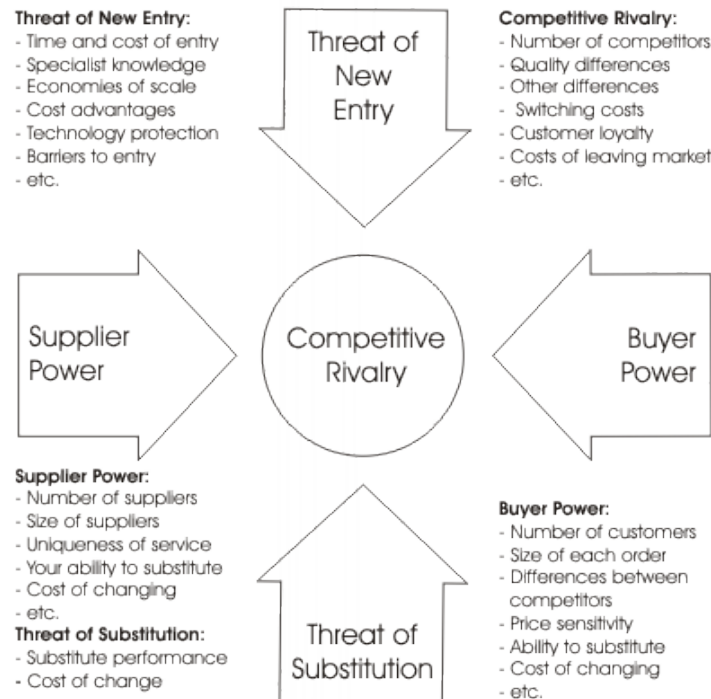 Threat of New Entry:
- Time and cost of entry
- Specialist knowledge
- Economies of scale
- Cost advantages
- Technology protection
- Barriers to entry
- etc.
Threat of
New
Entry
Competitive Rivalry:
- Number of competitors
- Quality differences
- Other differences
- Switching costs
- Customer loyalty
- Costs of leaving market
- etc.
Supplier
Power
Competitive
Rivalry
Buyer
Power
Supplier Power:
- Number of suppliers
- Size of suppliers
- Uniqueness of service
- Your ability to substitute
- Cost of changing
- etc.
Threat of Substitution:
- Substitute performance
- Cost of change
Threat of
Substitution
Buyer Power:
- Number of customers
- Size of each order
- Differences between
competitors
- Price sensitivity
- Ability to substitute
- Cost of changing
- etc.